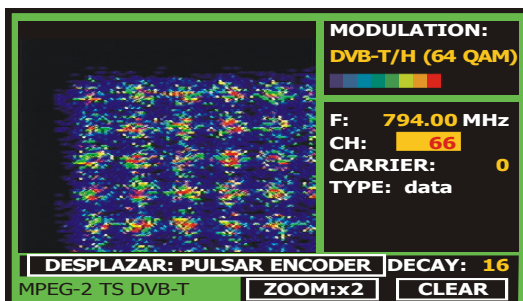 MODULATION:
DVB-T/H (64 QAM)
F: 794.00 MHz
CH: 66
CARRIER: 0
TYPE: data
DESPLAZAR: PULSAR ENCODER DECAY: 16
MPEG-2 TS DVB-T ZOOM:x2 CLEAR